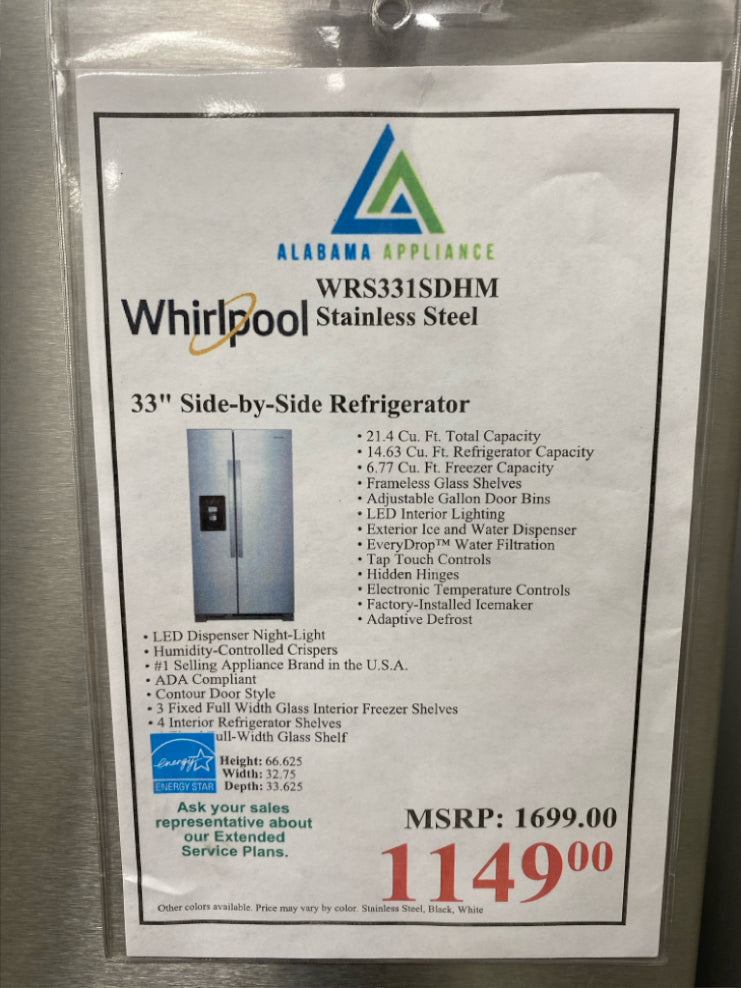 ALABAMA APPLIANCE
Whirlpool
WRS331SDHM
Stainless Steel
33" Side-by-Side Refrigerator
• 21.4 Cu. Ft. Total Capacity
• 14.63 Cu. Ft. Refrigerator Capacity
• 6.77 Cu. Ft. Freezer Capacity
• Frameless Glass Shelves
• Adjustable Gallon Door Bins
• LED Interior Lighting
• Exterior Ice and Water Dispenser
• EveryDrop™ Water Filtration
• Tap Touch Controls
• Hidden Hinges
• Electronic Temperature Controls
• Factory-Installed Icemaker
• Adaptive Defrost
• LED Dispenser Night-Light
• Humidity-Controlled Crispers
• #1 Selling Appliance Brand in the U.S.A.
• ADA Compliant
• Contour Door Style
• 3 Fixed Full Width Glass Interior Freezer Shelves
• 4 Interior Refrigerator Shelves
ull-Width Glass Shelf
energy
ENERGY STAR
Height: 66.625
Width: 32.75
Depth: 33.625
Ask your sales
representative about
our Extended
Service Plans.
MSRP: 1699.00
1149 00
Other colors available. Price may vary by color. Stainless Steel, Black, White